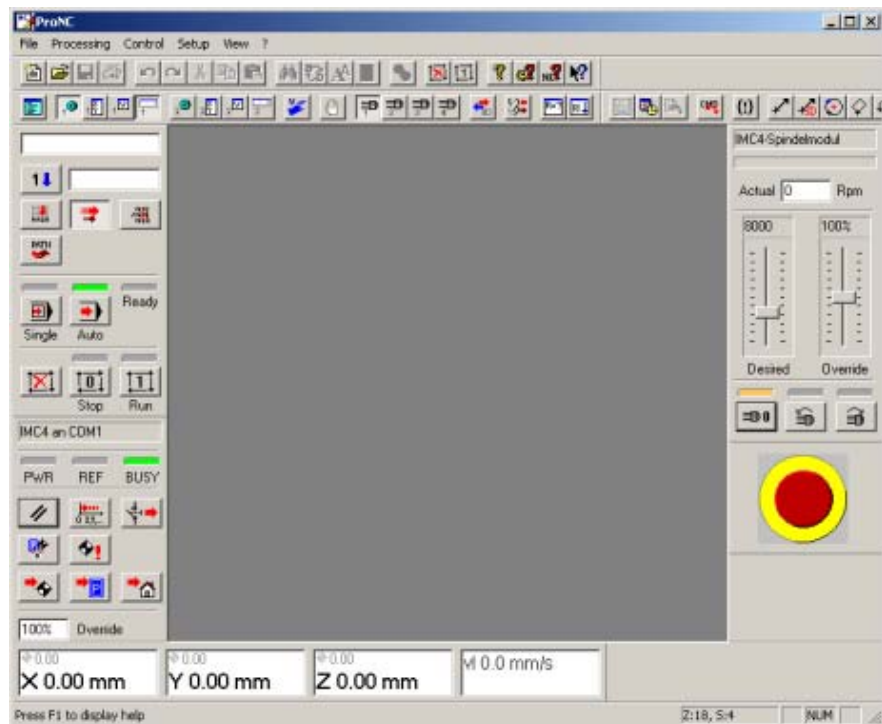 ProNC
File Processing Control Setup View ?
IMC4-Spindelmodul
Actual 0 Rpm
8000 100%
Desired Override
Ready
Single Auto
Stop Run
IMC4 an COM1
PWR REF BUSY
100% Override
0.00 0.00 0.00
X 0.00 mm Y 0.00 mm Z 0.00 mm 0.0 mm/s
Press F1 to display help Z:18, S:4 NUM